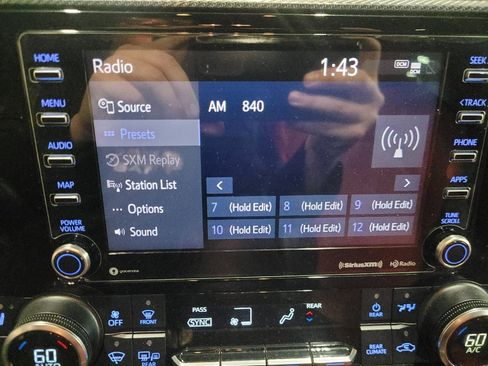 HOME
MENU
AUDIO
MAP
POWER
VOLUME
Radio
1:43
DCM
Source
Presets
SXM Replay
Station List
Options
Sound
AM 840
7 (Hold Edit) 8 (Hold Edit) 9 (Hold Edit)
10 (Hold Edit) 11 (Hold Edit) 12 (Hold Edit)
gracenote
SiriusXM HD Radio
SEEK
<TRACK
PHONE
APPS
TUNE
SCROLL
OFF
FRONT
REAR
PASS
SYNC
REAR
REAR
REAR
CLIMATE
60
AUTO
60
A/C